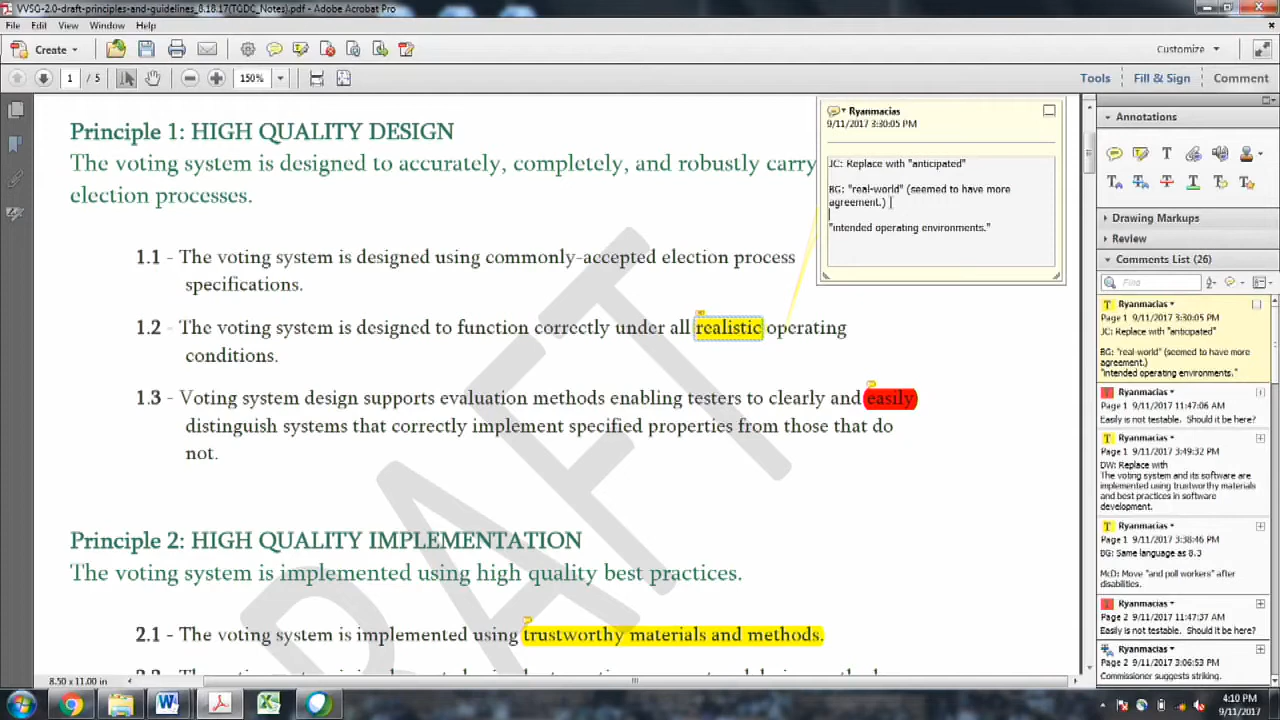 VVSG-2.0-draft-principles-and-guidelines_8.18.17(TGDC_Notes).pdf - Adobe Acrobat Pro
File Edit View Window Help
Create Customize
1 / 5 150% Tools Fill & Sign Comment
Principle 1: HIGH QUALITY DESIGN
The voting system is designed to accurately, completely, and robustly carry
election processes.
1.1 - The voting system is designed using commonly-accepted election process
specifications.
1.2 - The voting system is designed to function correctly under all realistic operating
conditions.
1.3 - Voting system design supports evaluation methods enabling testers to clearly and easily
distinguish systems that correctly implement specified properties from those that do
not.
Principle 2: HIGH QUALITY IMPLEMENTATION
The voting system is implemented using high quality best practices.
2.1 - The voting system is implemented using trustworthy materials and methods.
DRAFT
8.50 x 11.00 in
Ryanmacias
9/11/2017 3:30:05 PM
JC: Replace with "anticipated"
BG: "real-world" (seemed to have more
agreement.)
"intended operating environments."
Annotations
Drawing Markups
Review
Comments List (26)
Find
Ryanmacias
Page 1 9/11/2017 3:30:05 PM
JC: Replace with "anticipated"
BG: "real-world" (seemed to have more
agreement.)
"intended operating environments."
Ryanmacias
Page 1 9/11/2017 11:47:06 AM
Easily is not testable. Should it be here?
Ryanmacias
Page 1 9/11/2017 3:49:32 PM
DW: Replace with
The voting system and its software are
implemented using trustworthy materials
and best practices in software
development.
Ryanmacias
Page 1 9/11/2017 3:38:46 PM
BG: Same language as 8.3
McD: Move "and poll workers" after
disabilities.
Ryanmacias
Page 2 9/11/2017 11:47:37 AM
Easily is not testable. Should it be here?
Ryanmacias
Page 2 9/11/2017 3:06:53 PM
Commissioner suggests striking.
4:10 PM
9/11/2017